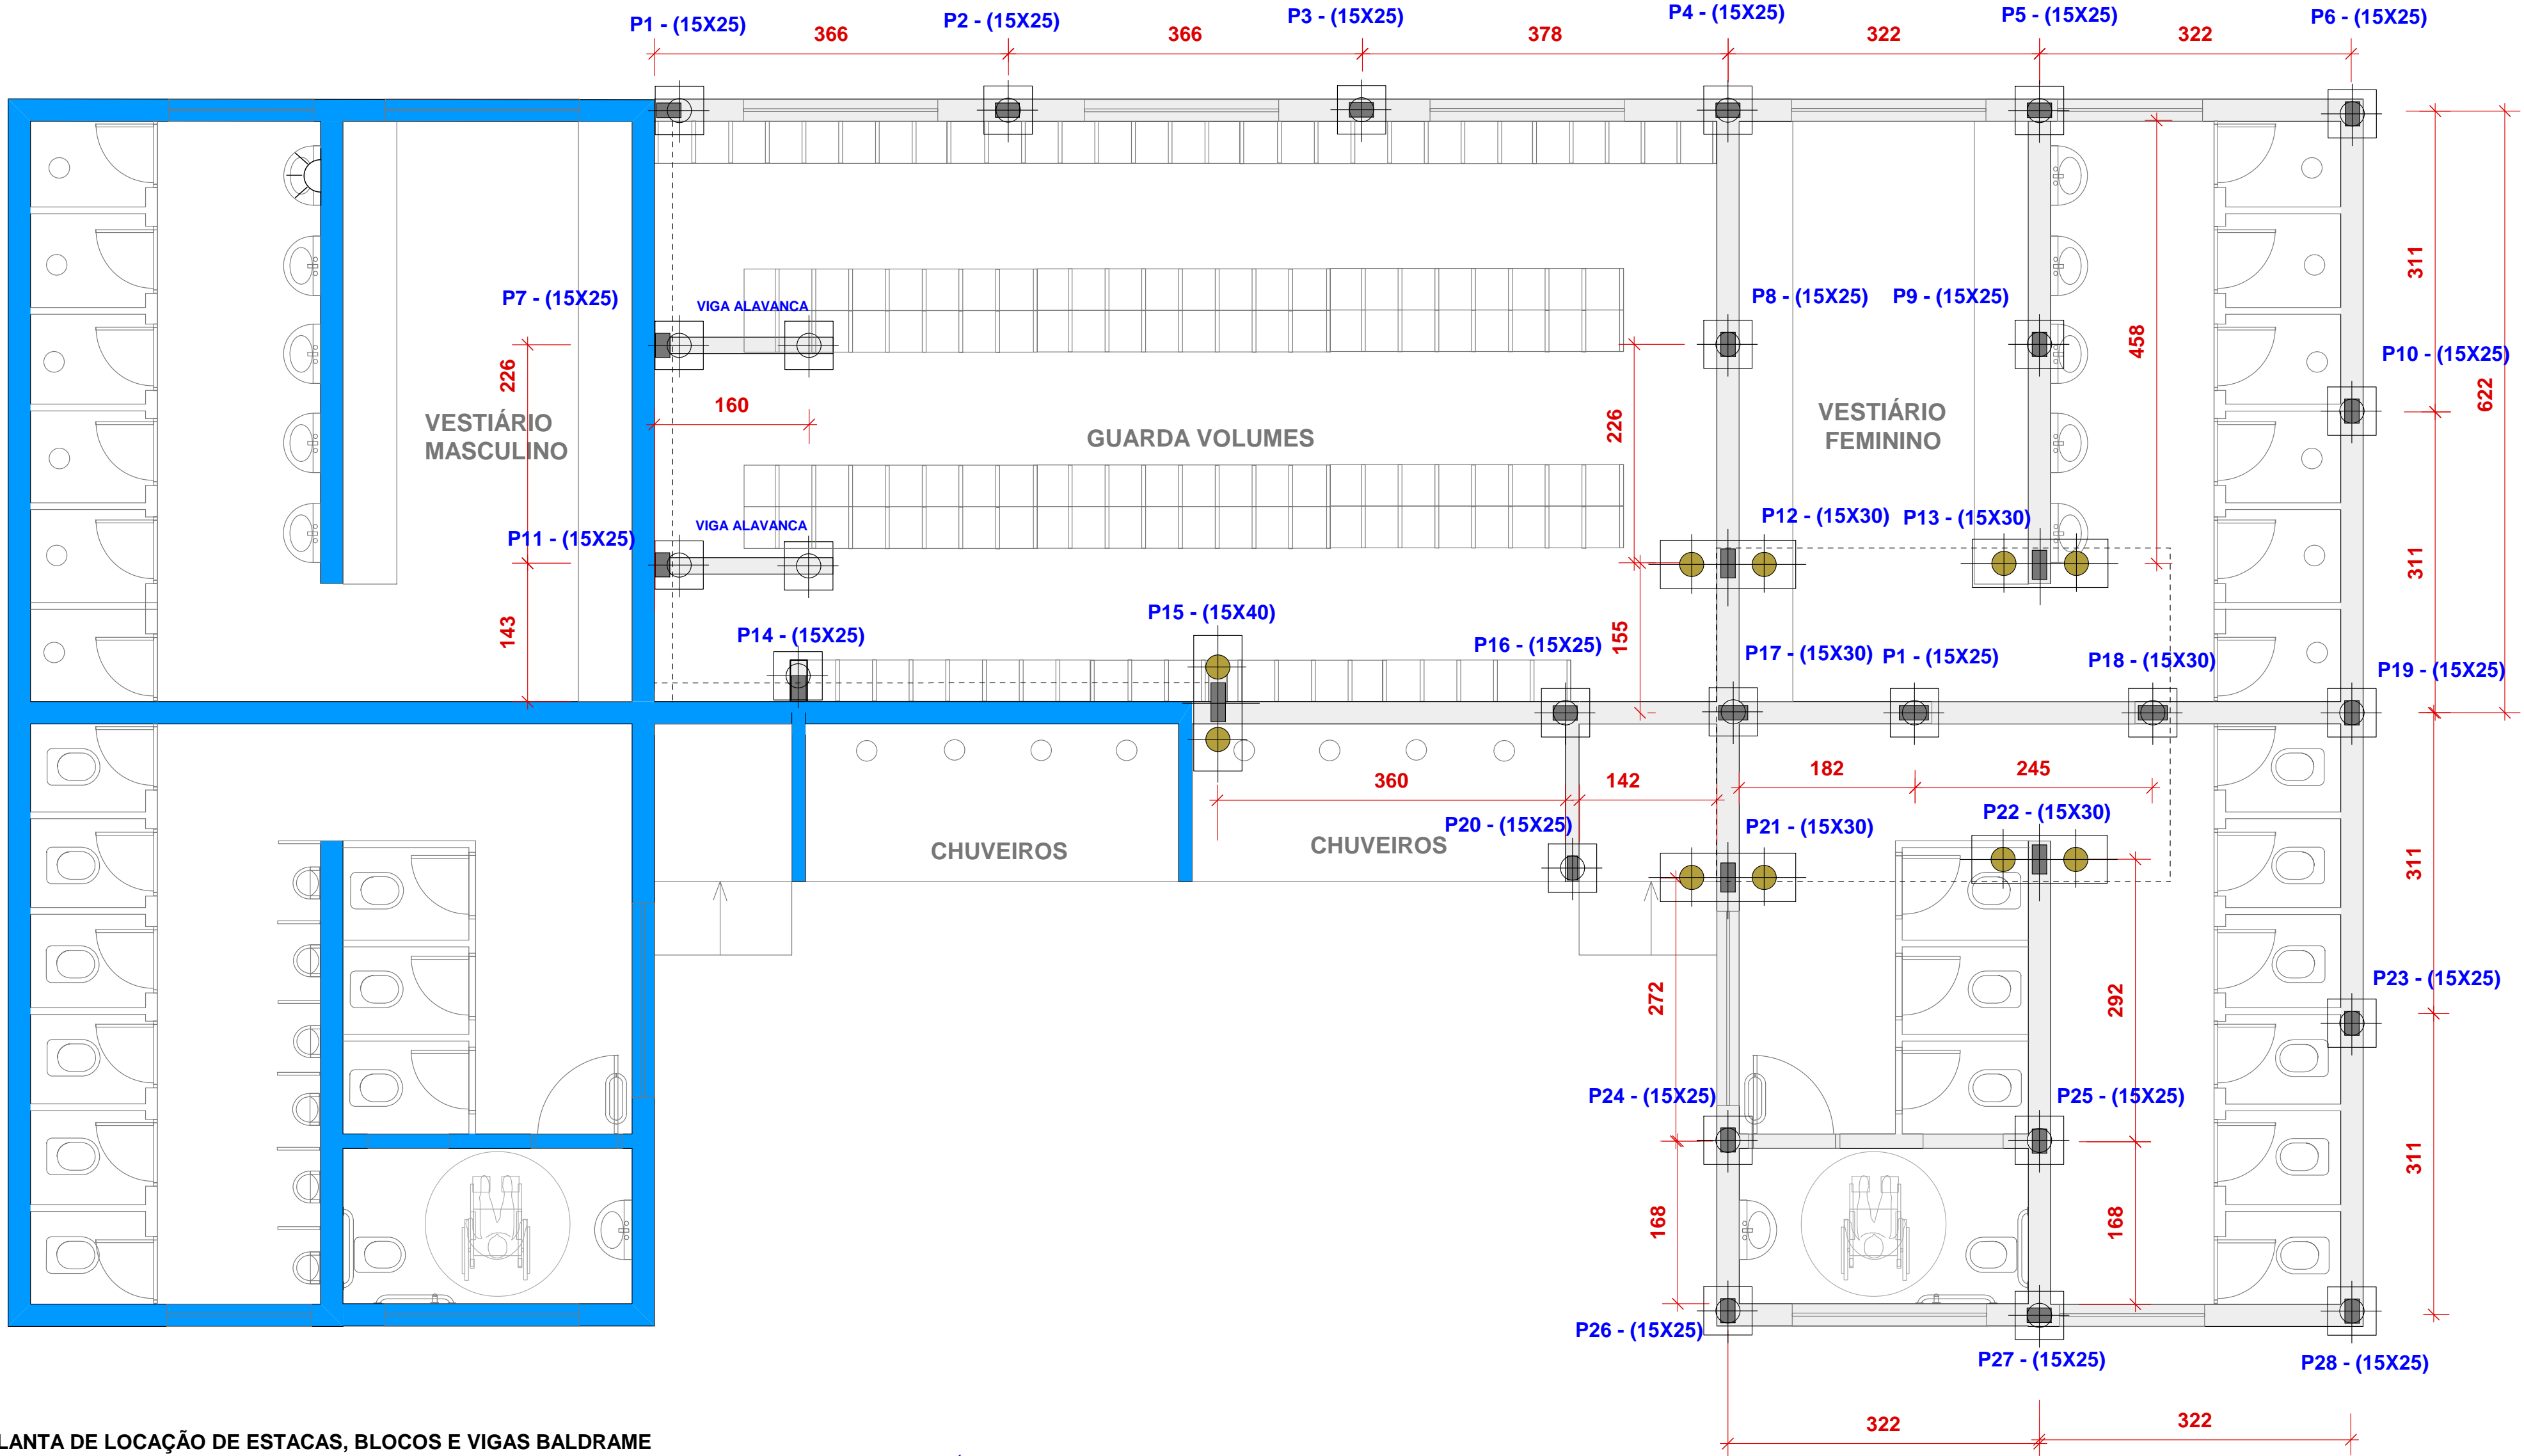 P1 - (15X25)
P2 - (15X25)
P3 - (15X25)
P4 - (15X25)
P5 - (15X25)
P6 - (15X25)
366
366
378
322
322
P7 - (15X25)
VIGA ALAVANCA
P8 - (15X25)
P9 - (15X25)
311
458
P10 - (15X25)
622
226
160
226
VESTIÁRIO
MASCULINO
GUARDA VOLUMES
VESTIÁRIO
FEMININO
P11 - (15X25)
VIGA ALAVANCA
P12 - (15X30)
P13 - (15X30)
311
143
P14 - (15X25)
P15 - (15X40)
P16 - (15X25)
155
P17 - (15X30)
P1 - (15X25)
P18 - (15X30)
P19 - (15X25)
360
142
182
245
CHUVEIROS
CHUVEIROS
P20 - (15X25)
P21 - (15X30)
P22 - (15X30)
311
272
292
P23 - (15X25)
P24 - (15X25)
P25 - (15X25)
311
168
168
P26 - (15X25)
P27 - (15X25)
P28 - (15X25)
322
322
LANTA DE LOCAÇÃO DE ESTACAS, BLOCOS E VIGAS BALDRAME